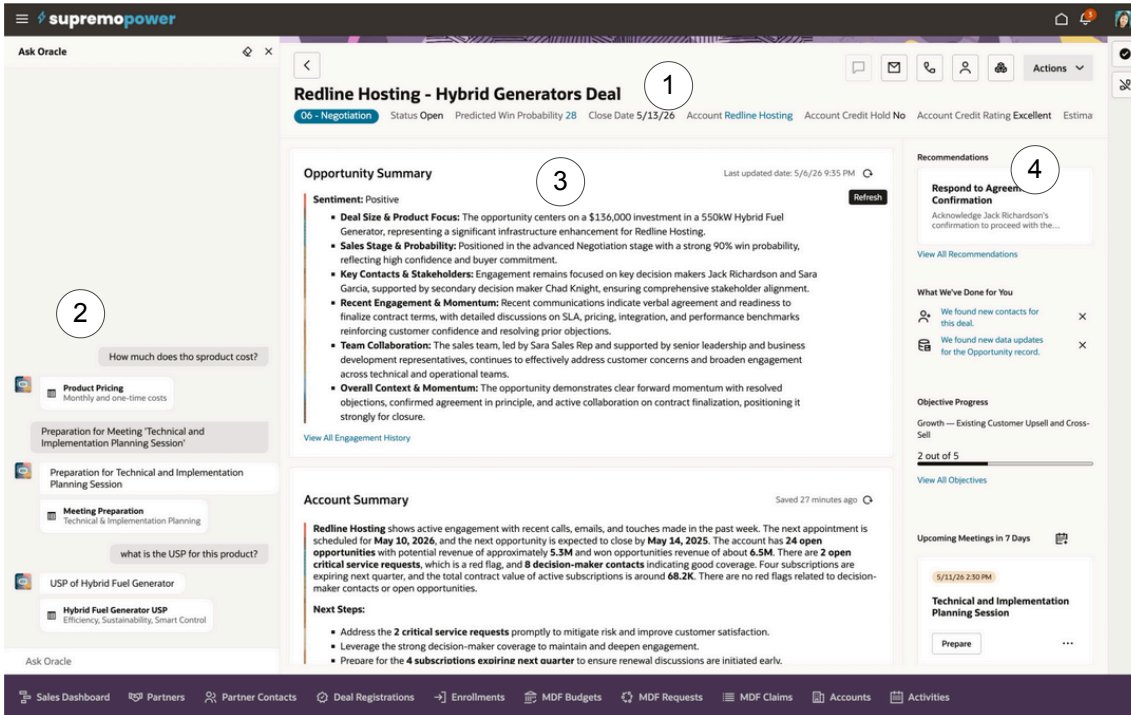 supremopower
3
Ask Oracle
How much does tho sproduct cost?
Product Pricing
Monthly and one-time costs
Preparation for Meeting 'Technical and
Implementation Planning Session'
Preparation for Technical and Implementation
Planning Session
Meeting Preparation
Technical & Implementation Planning
what is the USP for this product?
USP of Hybrid Fuel Generator
Hybrid Fuel Generator USP
Efficiency, Sustainability, Smart Control
Ask Oracle
2
Actions
Redline Hosting - Hybrid Generators Deal
1
06 - Negotiation Status Open Predicted Win Probability 28 Close Date 5/13/26 Account Redline Hosting Account Credit Hold No Account Credit Rating Excellent Estima
Opportunity Summary
3
Last updated date: 5/6/26 9:35 PM
Refresh
Sentiment: Positive
Deal Size & Product Focus: The opportunity centers on a $136,000 investment in a 550kW Hybrid Fuel
Generator, representing a significant infrastructure enhancement for Redline Hosting.
Sales Stage & Probability: Positioned in the advanced Negotiation stage with a strong 90% win probability,
reflecting high confidence and buyer commitment.
Key Contacts & Stakeholders: Engagement remains focused on key decision makers Jack Richardson and Sara
Garcia, supported by secondary decision maker Chad Knight, ensuring comprehensive stakeholder alignment.
Recent Engagement & Momentum: Recent communications indicate verbal agreement and readiness to
finalize contract terms, with detailed discussions on SLA, pricing, integration, and performance benchmarks
reinforcing customer confidence and resolving prior objections.
Team Collaboration: The sales team, led by Sara Sales Rep and supported by senior leadership and business
development representatives, continues to effectively address customer concerns and broaden engagement
across technical and operational teams.
Overall Context & Momentum: The opportunity demonstrates clear forward momentum with resolved
objections, confirmed agreement in principle, and active collaboration on contract finalization, positioning it
strongly for closure.
View All Engagement History
Account Summary
Saved 27 minutes ago
Redline Hosting shows active engagement with recent calls, emails, and touches made in the past week. The next appointment is
scheduled for May 10, 2026, and the next opportunity is expected to close by May 14, 2025. The account has 24 open
opportunities with potential revenue of approximately 5.3M and won opportunities revenue of about 6.5M. There are 2 open
critical service requests, which is a red flag, and 8 decision-maker contacts indicating good coverage. Four subscriptions are
expiring next quarter, and the total contract value of active subscriptions is around 68.2K. There are no red flags related to decision-
maker contacts or open opportunities.
Next Steps:
Address the 2 critical service requests promptly to mitigate risk and improve customer satisfaction.
Leverage the strong decision-maker coverage to maintain and deepen engagement.
Prepare for the 4 subscriptions expiring next quarter to ensure renewal discussions are initiated early.
Recommendations
4
Respond to Agreem
Confirmation
Acknowledge Jack Richardson's
confirmation to proceed with the...
View All Recommendations
What We've Done for You
We found new contacts for
this deal.
We found new data updates
for the Opportunity record.
Objective Progress
Growth — Existing Customer Upsell and Cross-
Sell
2 out of 5
View All Objectives
Upcoming Meetings in 7 Days
5/11/26 2:30 PM
Technical and Implementation
Planning Session
Prepare
Sales Dashboard Partners Partner Contacts Deal Registrations Enrollments MDF Budgets MDF Requests MDF Claims Accounts Activities